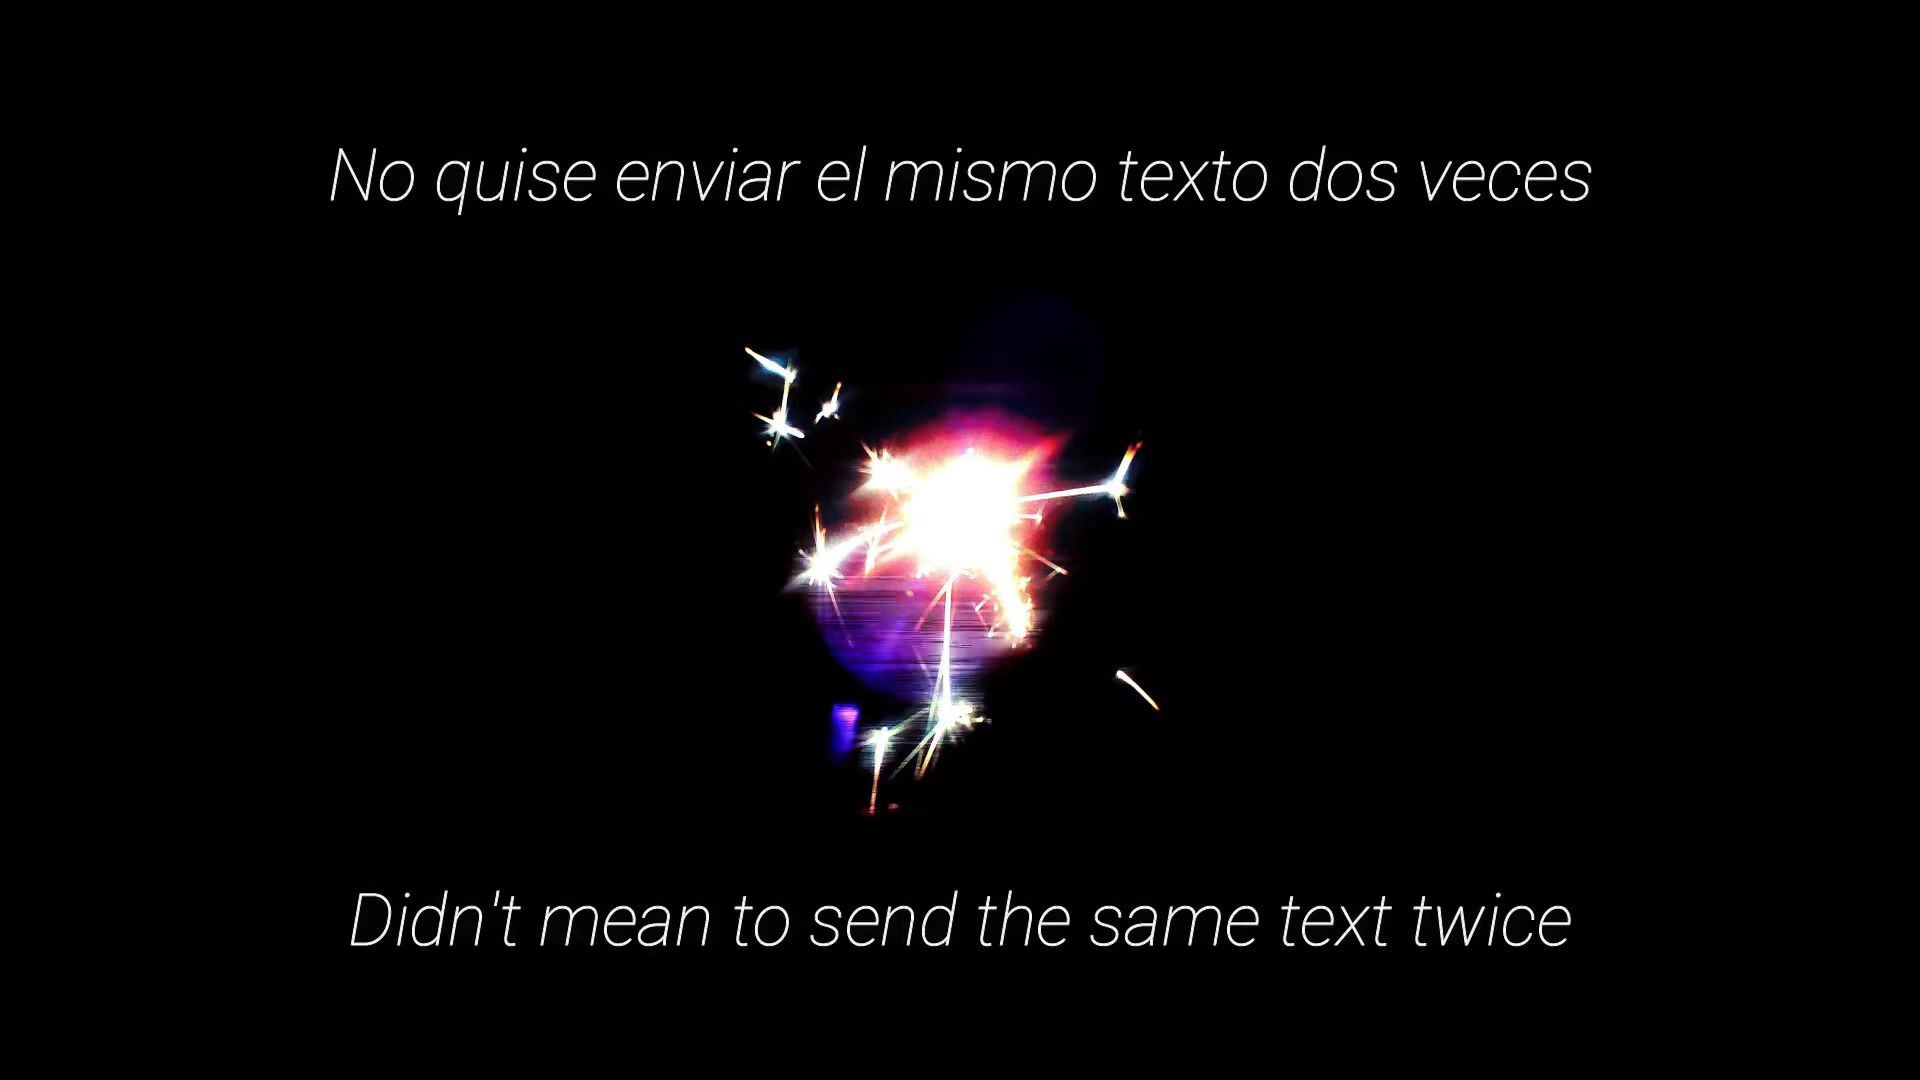 No quise enviar el mismo texto dos veces
Didn't mean to send the same text twice